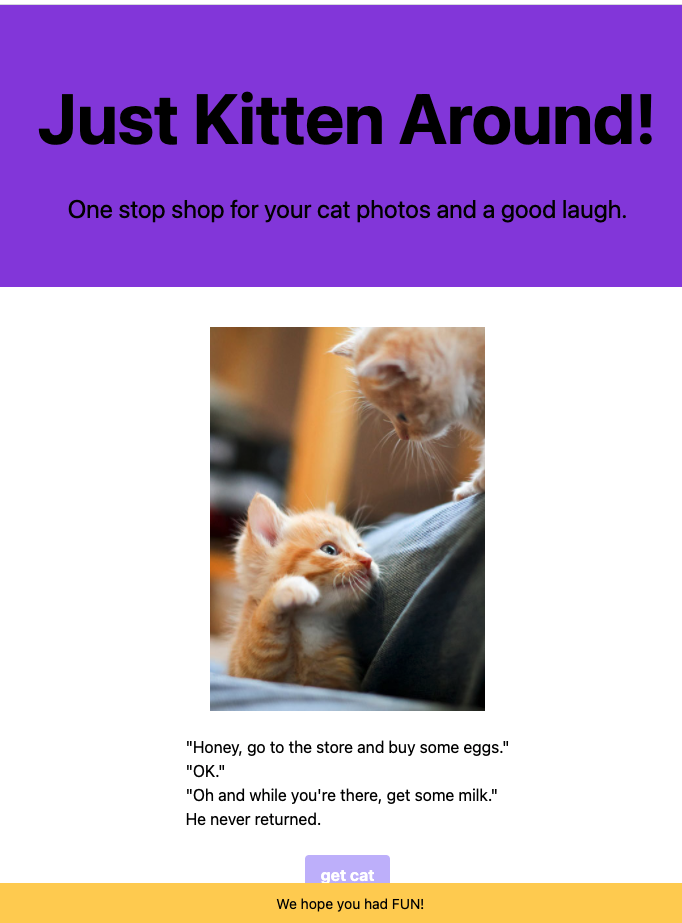 Just Kitten Around!
One stop shop for your cat photos and a good laugh.
"Honey, go to the store and buy some eggs."
"OK."
"Oh and while you're there, get some milk."
He never returned.
get cat
We hope you had FUN!